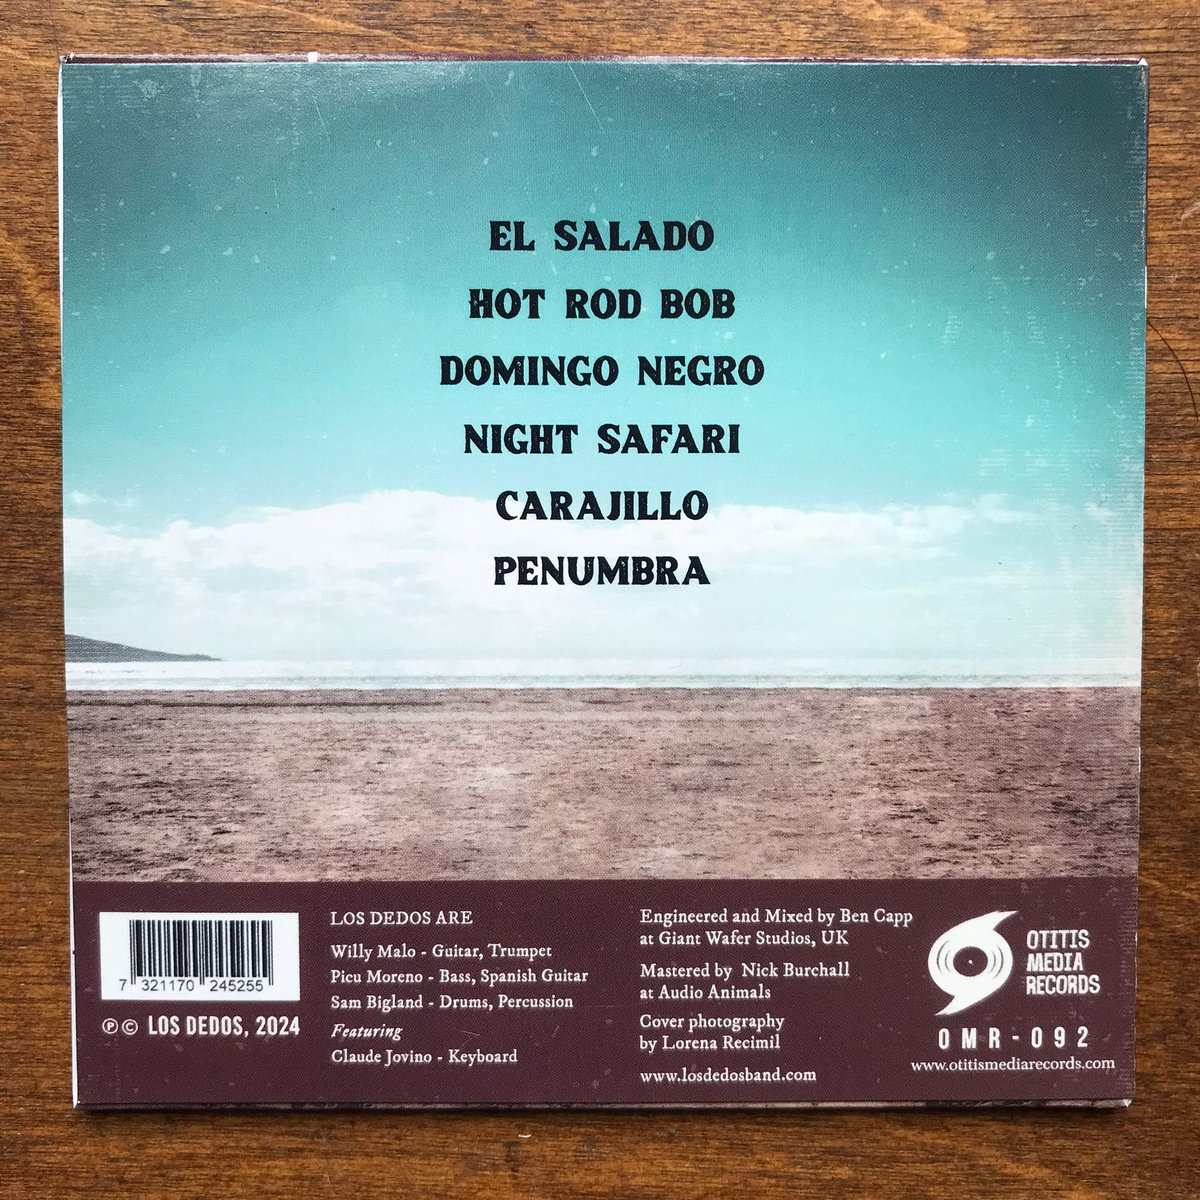 EL SALADO
HOT ROD BOB
DOMINGO NEGRO
NIGHT SAFARI
CARAJILLO
PENUMBRA
7 321170 245255
℗ © LOS DEDOS, 2024
LOS DEDOS ARE
Willy Malo - Guitar, Trumpet
Picu Moreno - Bass, Spanish Guitar
Sam Bigland - Drums, Percussion
Featuring
Claude Jovino - Keyboard
Engineered and Mixed by Ben Capp
at Giant Wafer Studios, UK
Mastered by Nick Burchall
at Audio Animals
Cover photography
by Lorena Recimil
www.losdedosband.com
OTITIS
MEDIA
RECORDS
OMR-092
www.otitismediarecords.com